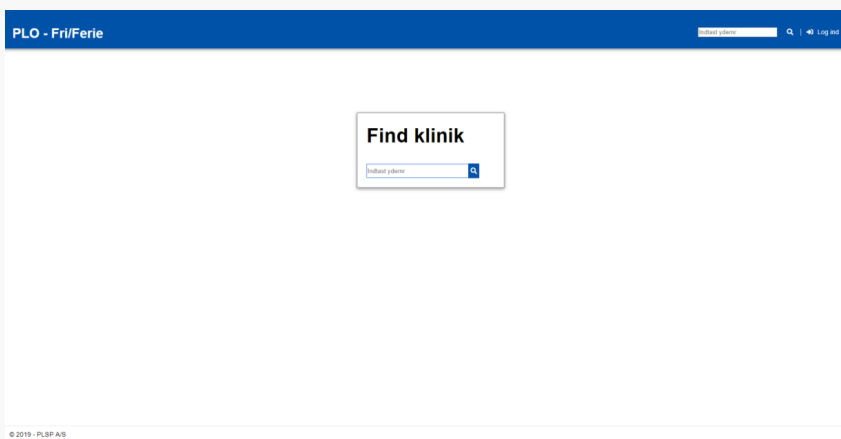 PLO - Fri/Ferie
Indtast ydernr
Log ind
Find klinik
Indtast ydernr
© 2019 - PLSP A/S